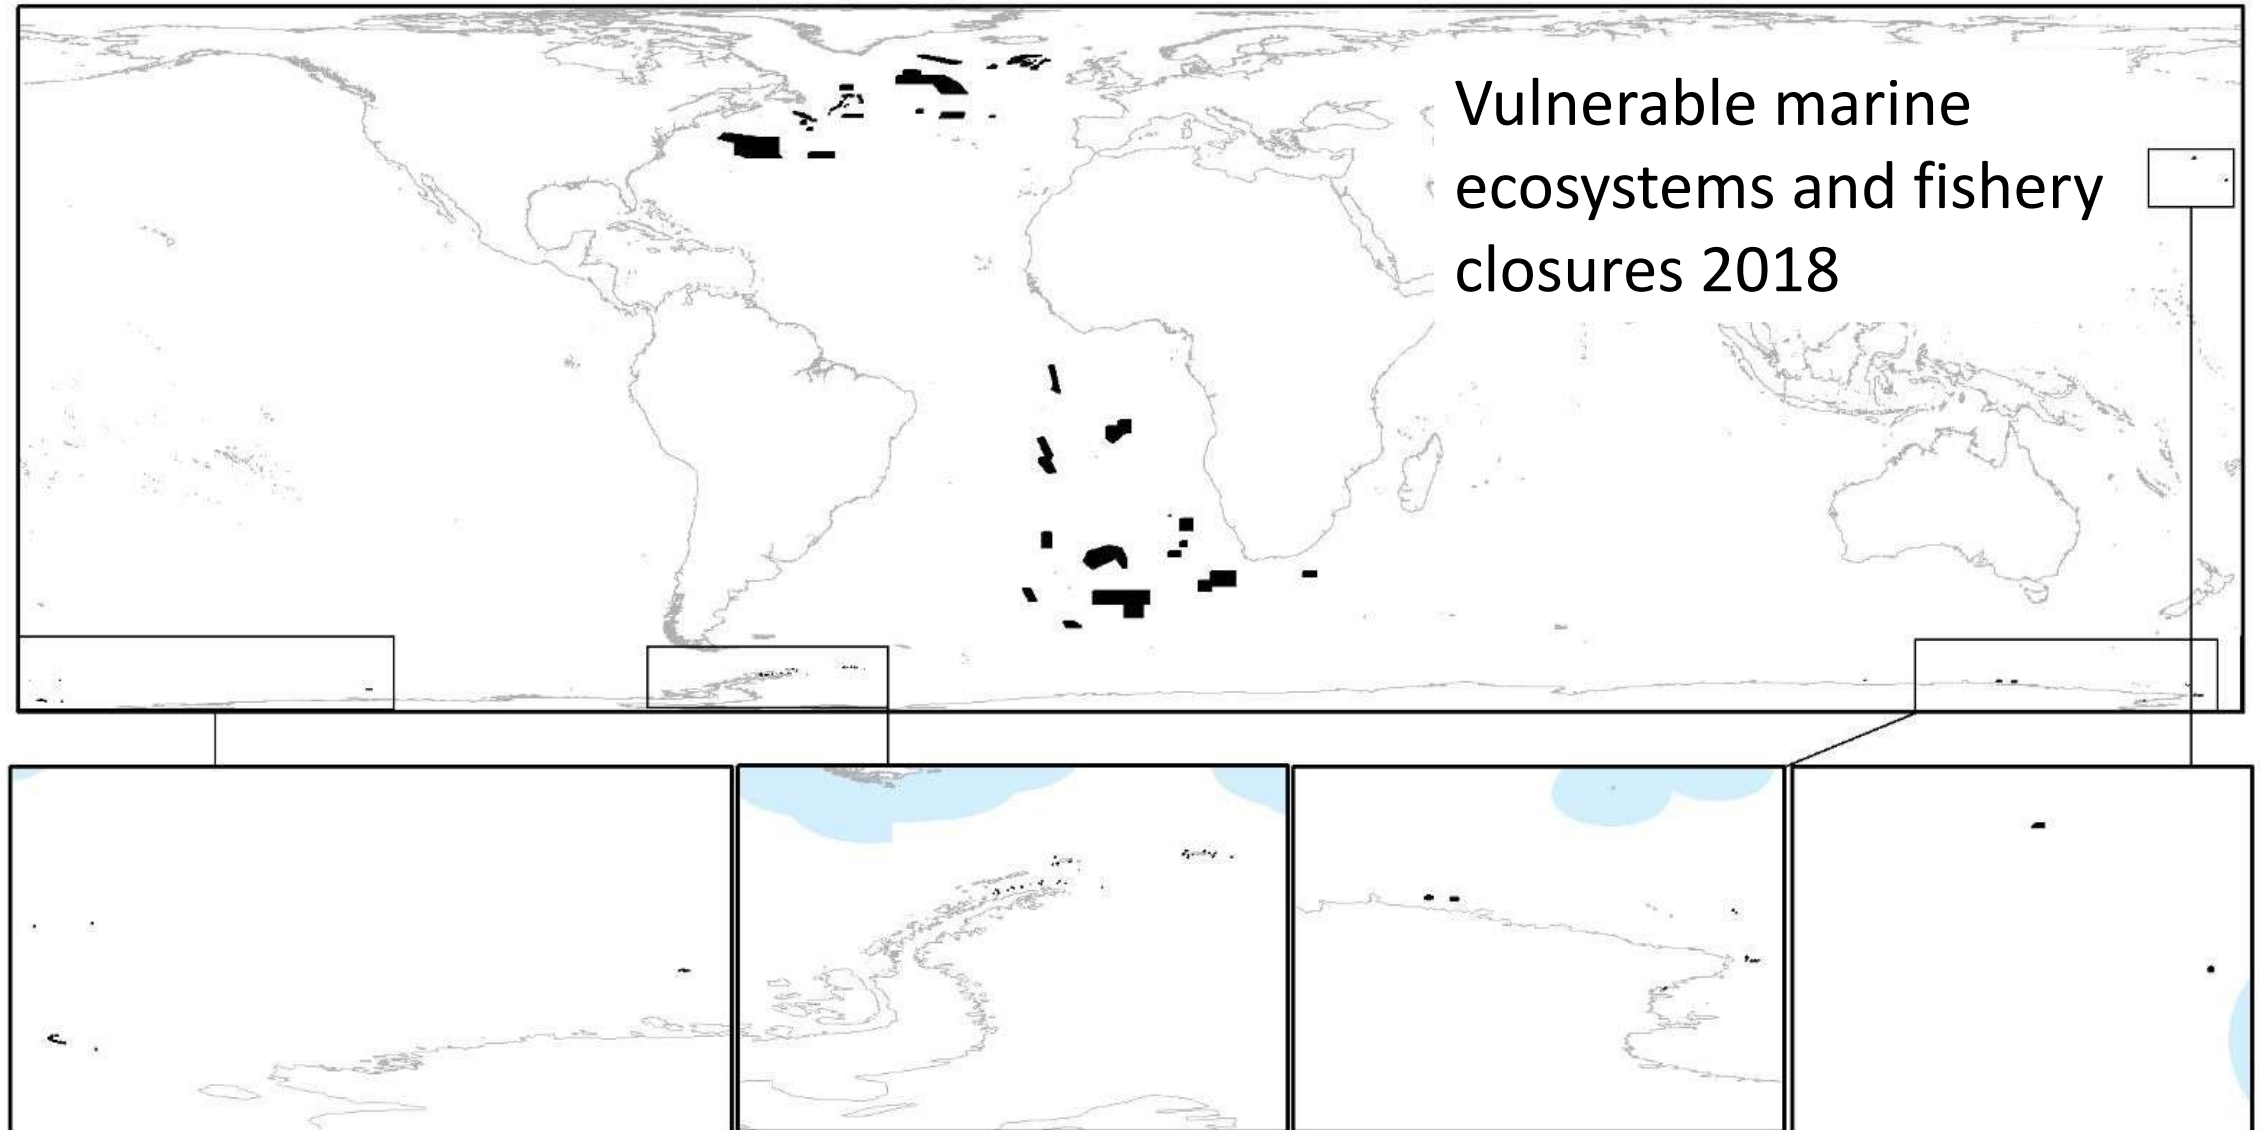 Vulnerable marine
ecosystems and fishery
closures 2018